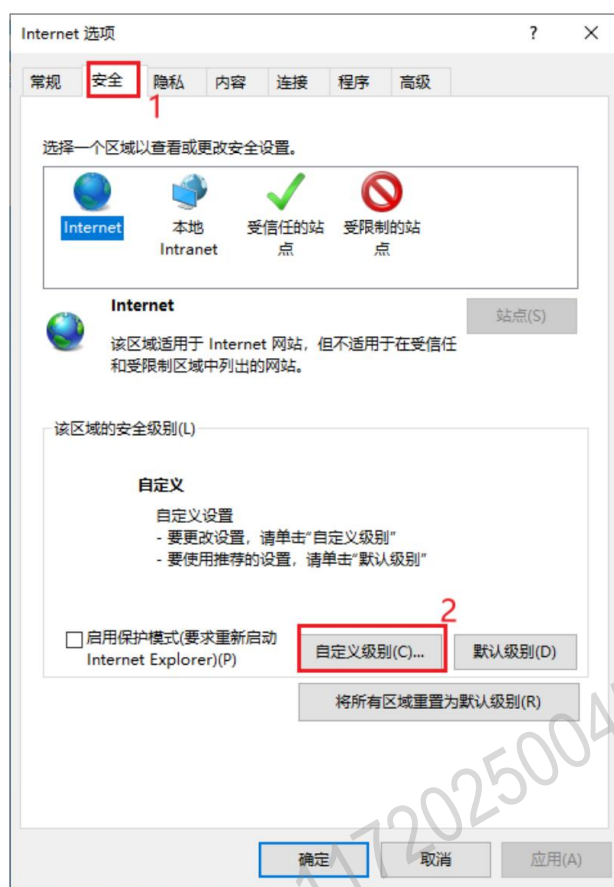 Internet 选项
?
×
常规 安全 隐私 内容 连接 程序 高级
1
选择一个区域以查看或更改安全设置。
Internet
本地
Intranet
受信任的站
点
受限制的站
点
Internet
站点(S)
该区域适用于 Internet 网站，但不适用于在受信任
和受限制区域中列出的网站。
该区域的安全级别(L)
自定义
自定义设置
- 要更改设置，请单击“自定义级别”
- 要使用推荐的设置，请单击“默认级别”
2
启用保护模式(要求重新启动
Internet Explorer)(P)
自定义级别(C)...
默认级别(D)
将所有区域重置为默认级别(R)
确定
取消
应用(A)